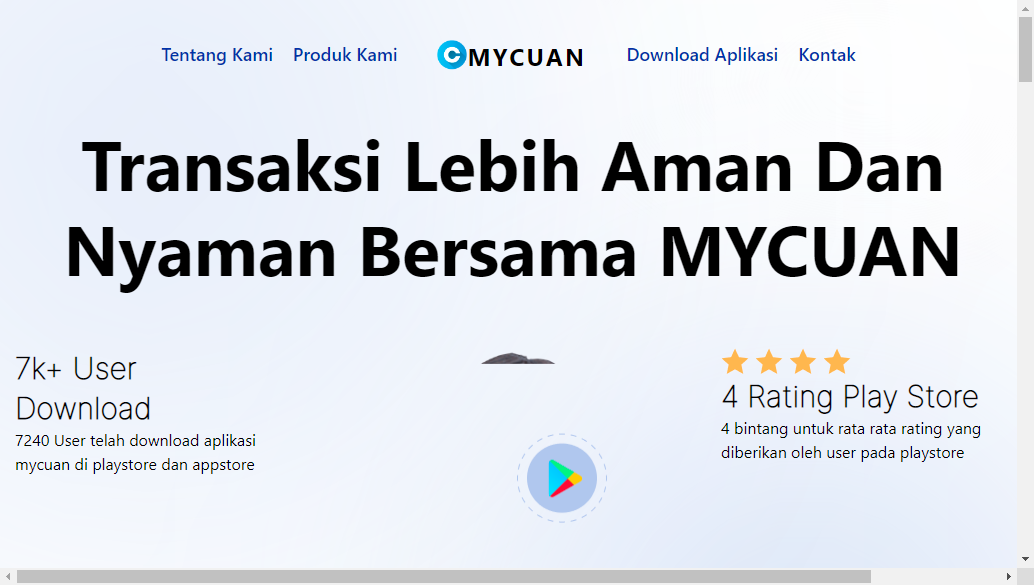 Tentang Kami
Produk Kami
MYCUAN
Download Aplikasi
Kontak
Transaksi Lebih Aman Dan
Nyaman Bersama MYCUAN
7k+ User
Download
7240 User telah download aplikasi
mycuan di playstore dan appstore
4 Rating Play Store
4 bintang untuk rata rata rating yang
diberikan oleh user pada playstore